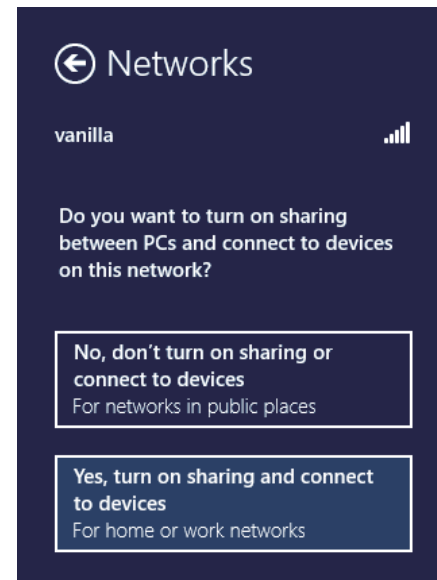 Networks
vanilla
Do you want to turn on sharing
between PCs and connect to devices
on this network?
No, don't turn on sharing or
connect to devices
For networks in public places
Yes, turn on sharing and connect
to devices
For home or work networks